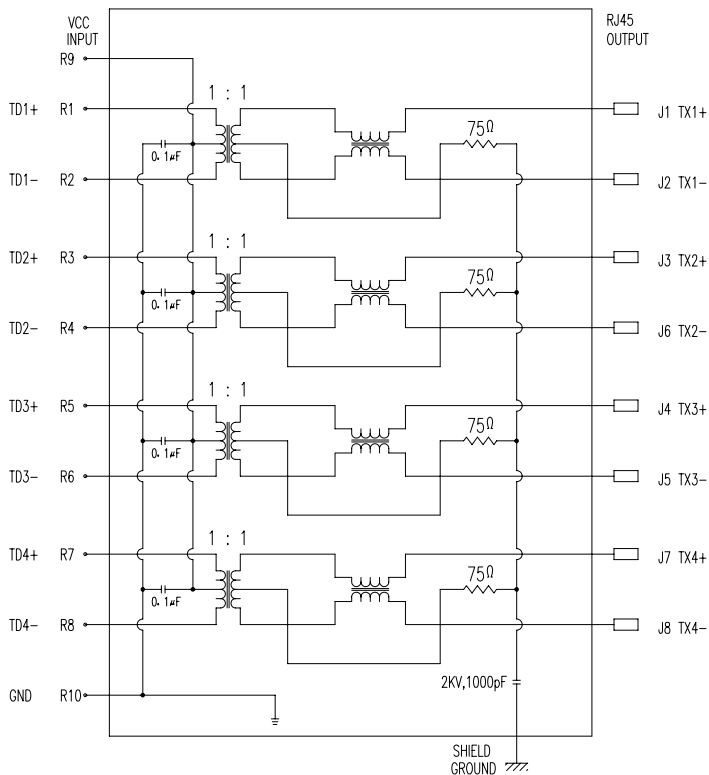 VCC
INPUT
RJ45
OUTPUT
R9
1 : 1
TD1+ R1
J1 TX1+
75Ω
0.1µF
TD1- R2
J2 TX1-
1 : 1
TD2+ R3
J3 TX2+
75Ω
0.1µF
TD2- R4
J6 TX2-
1 : 1
TD3+ R5
J4 TX3+
75Ω
0.1µF
TD3- R6
J5 TX3-
1 : 1
TD4+ R7
J7 TX4+
75Ω
0.1µF
TD4- R8
J8 TX4-
2KV,1000pF
GND R10
SHIELD
GROUND